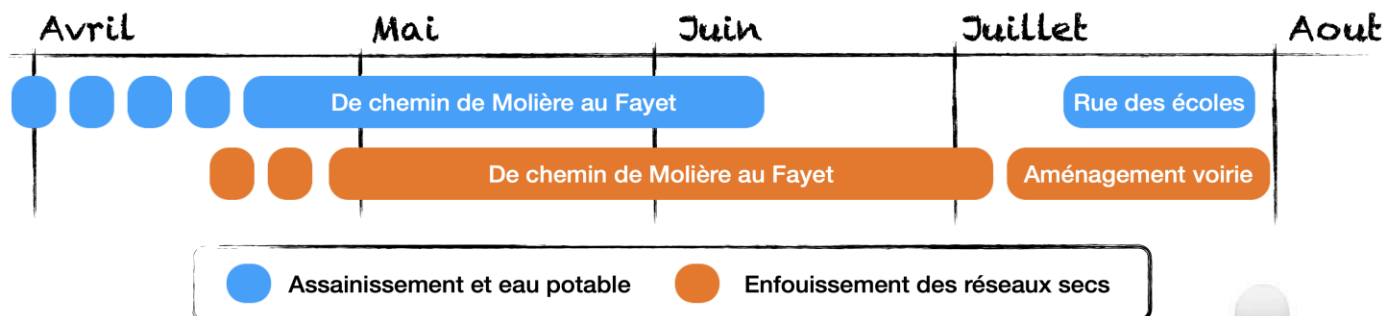 Avril Mai Juin Juillet Aout
De chemin de Molière au Fayet Rue des écoles
De chemin de Molière au Fayet Aménagement voirie
Assainissement et eau potable Enfouissement des réseaux secs